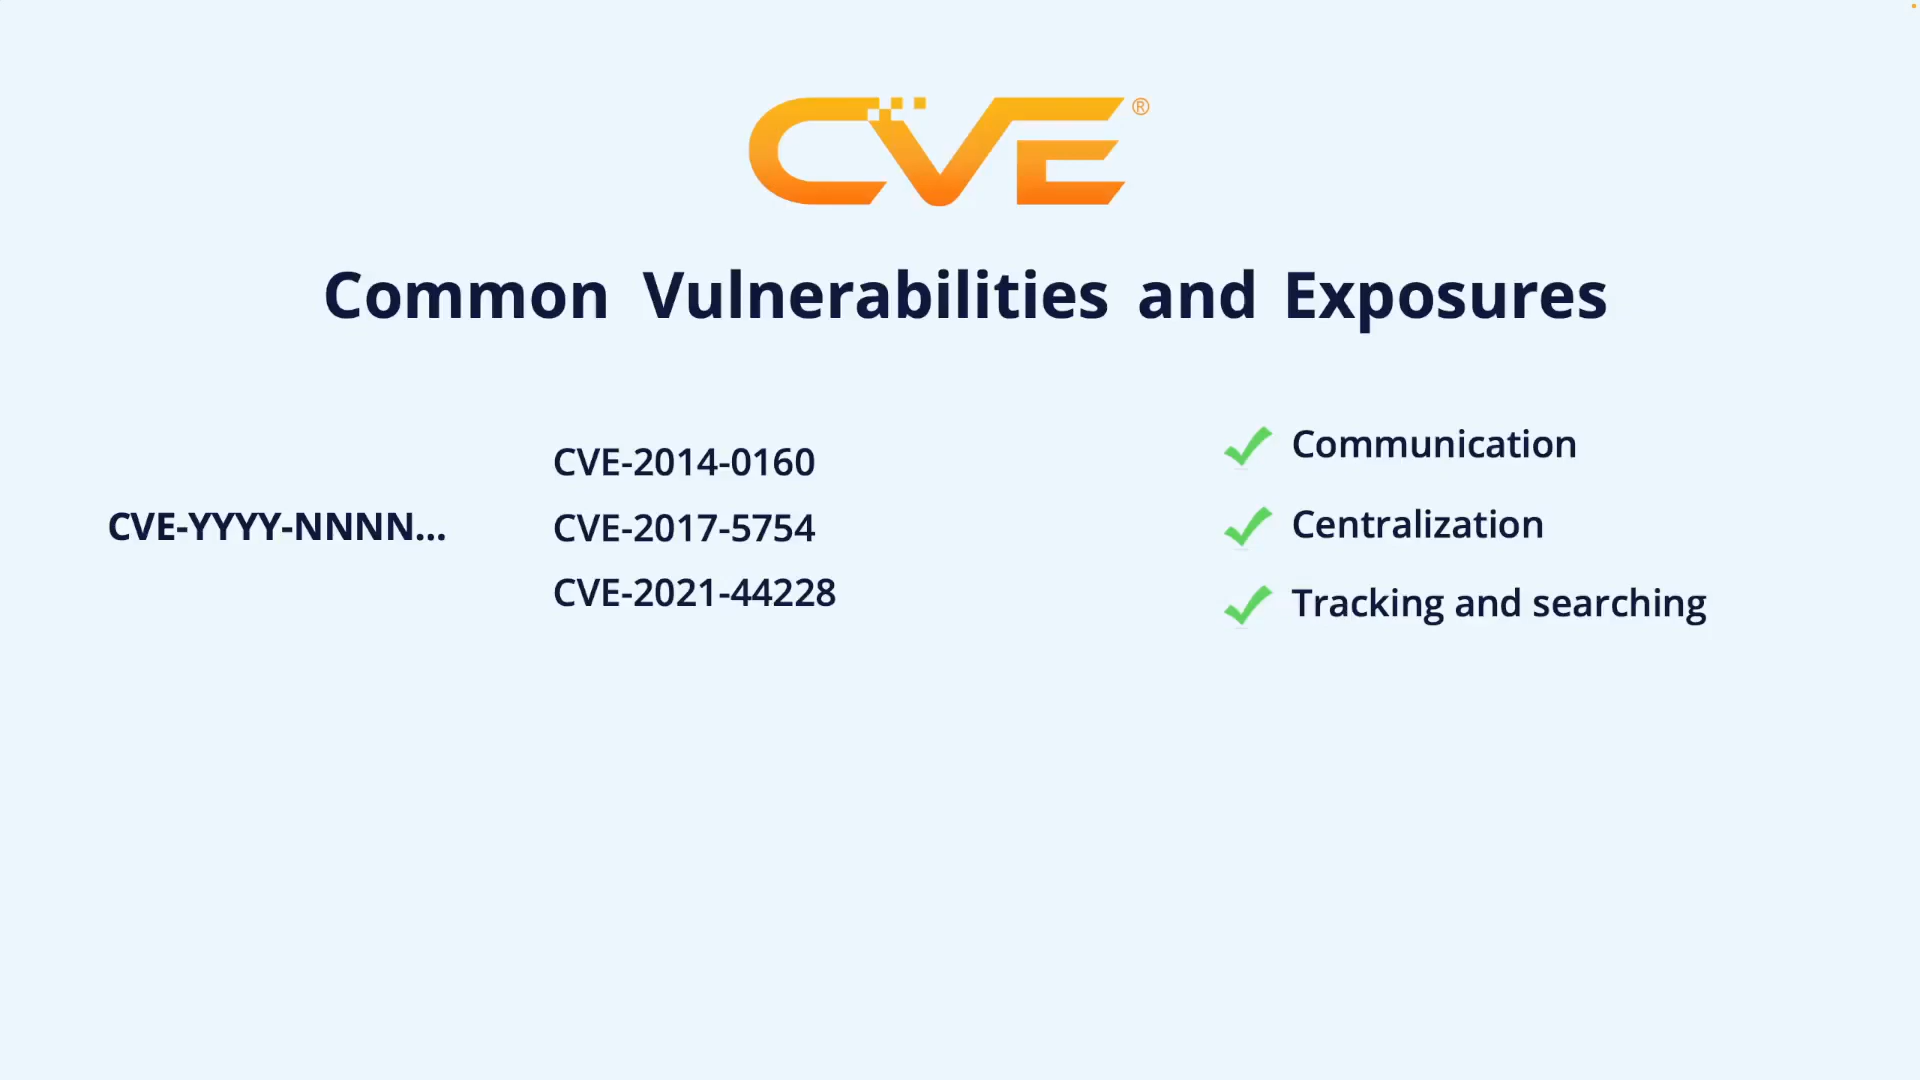 CVE®
Common Vulnerabilities and Exposures
CVE-YYYY-NNNN...
CVE-2014-0160
CVE-2017-5754
CVE-2021-44228
Communication
Centralization
Tracking and searching